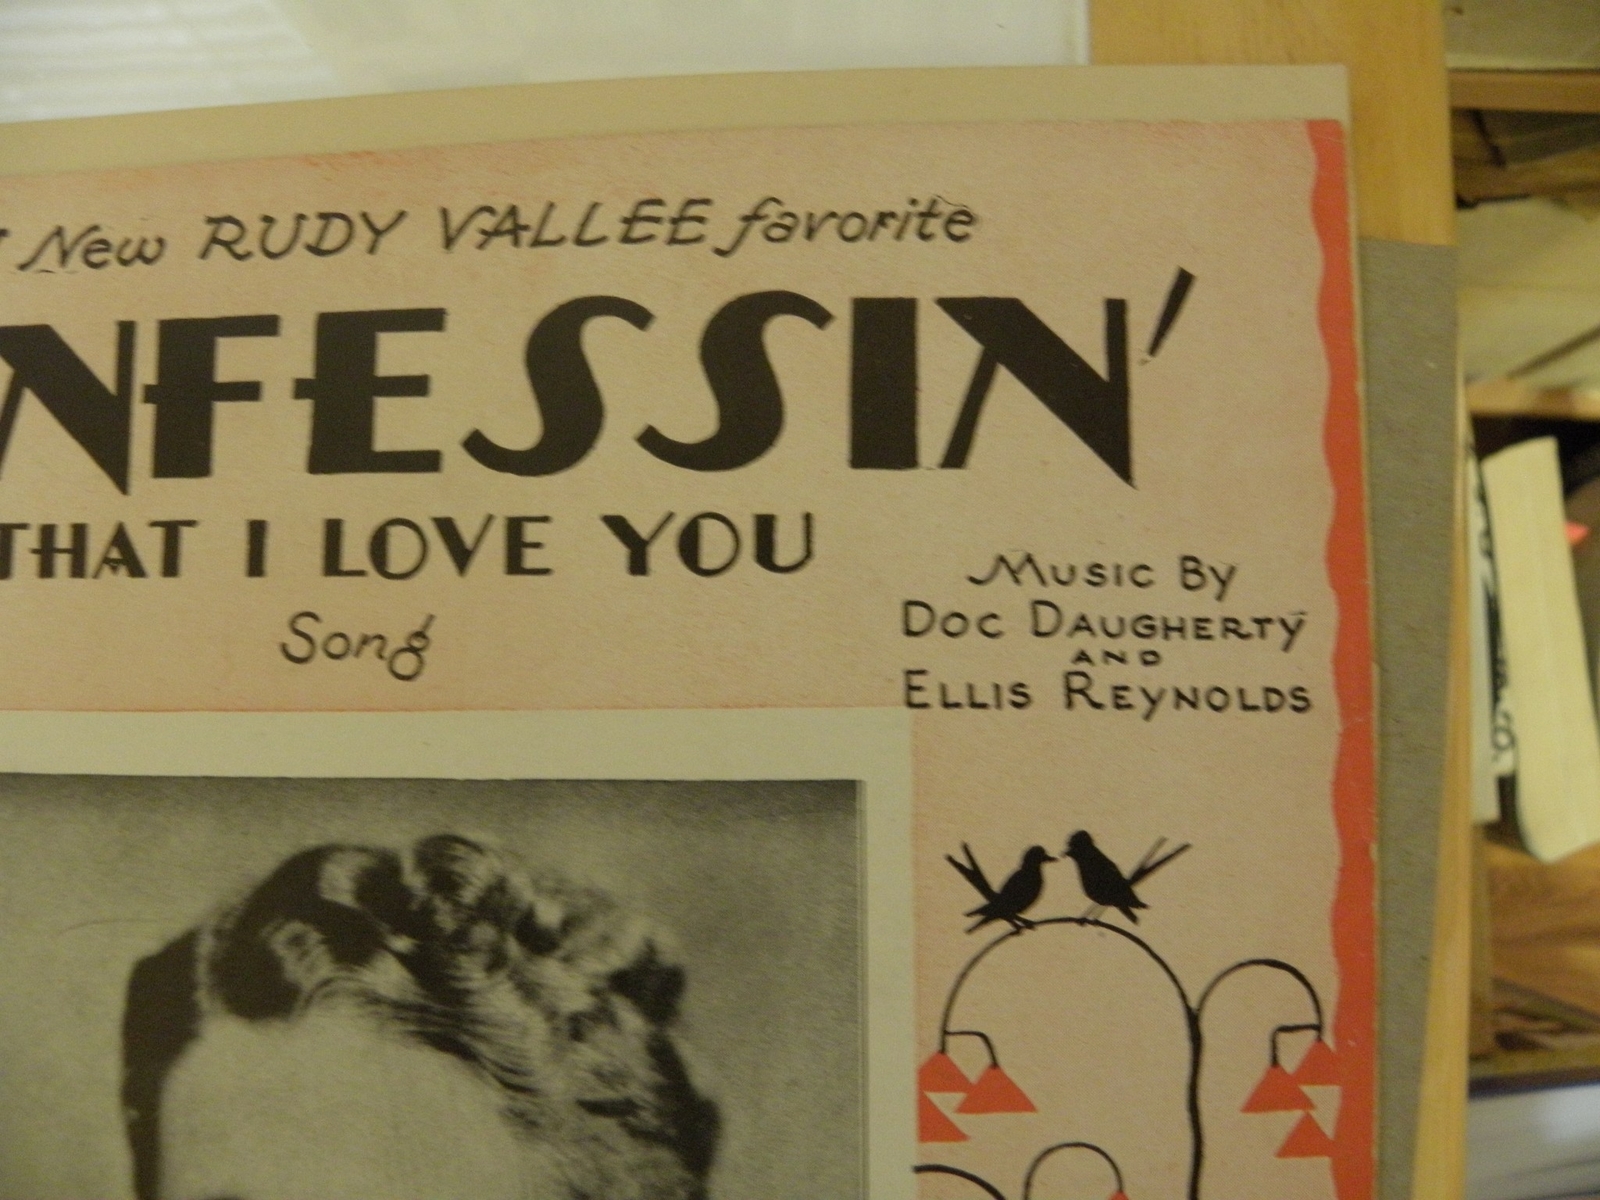 New RUDY VALLEE favorite
NFESSIN'
THAT I LOVE YOU
Song
MUSIC BY
DOC DAUGHERTY
AND
ELLIS REYNOLDS